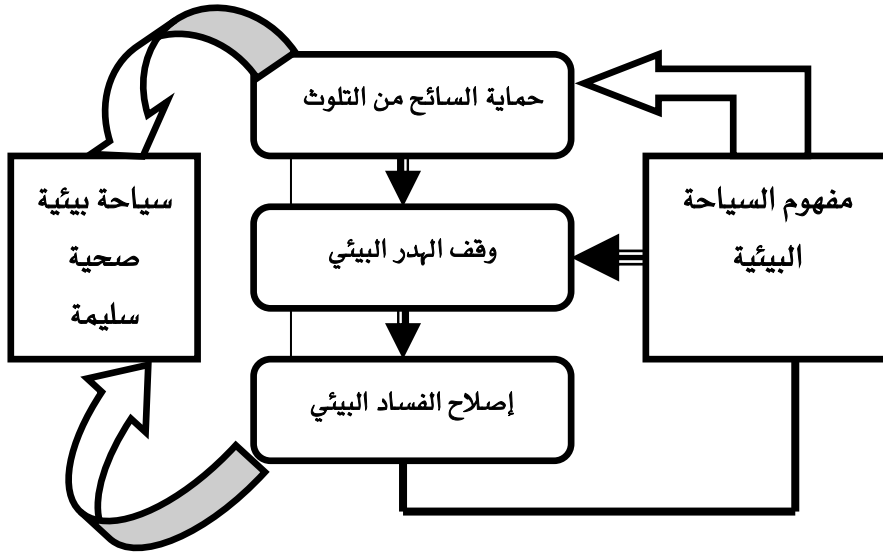 حماية السائح من التلوث
مفهوم السياحة
البيئية
وقف الهدر البيئي
سياحة بيئية
صحية
سليمة
إصلاح الفساد البيئي